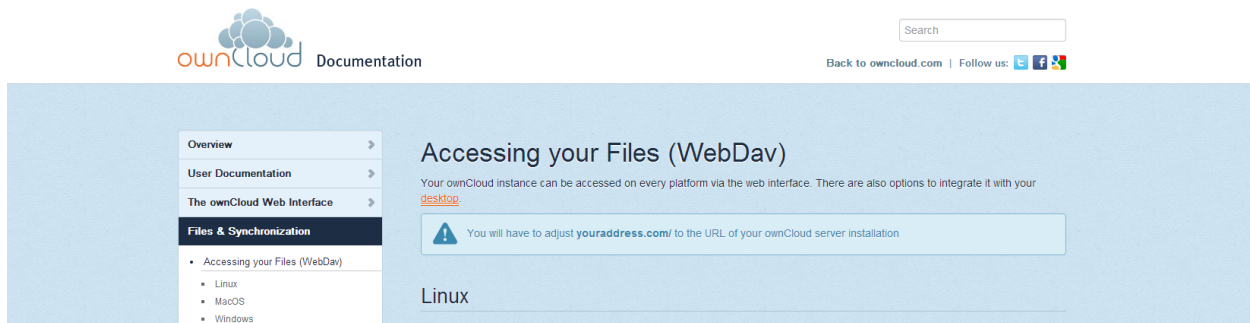 ownCloud Documentation
Search
Back to owncloud.com | Follow us:
Overview
User Documentation
The ownCloud Web Interface
Files & Synchronization
Accessing your Files (WebDav)
Linux
MacOS
Windows
Accessing your Files (WebDav)
Your ownCloud instance can be accessed on every platform via the web interface. There are also options to integrate it with your
desktop.
You will have to adjust youraddress.com/ to the URL of your ownCloud server installation
Linux